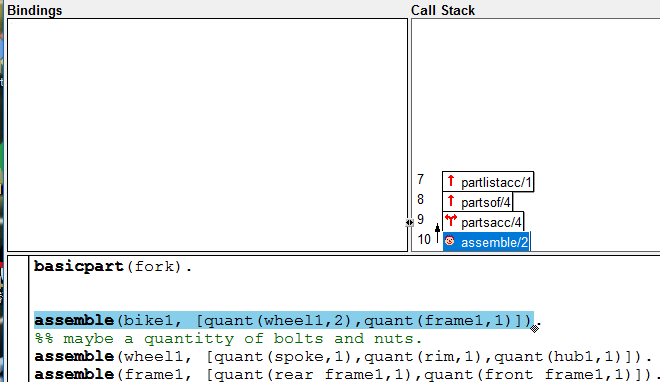 Bindings
Call Stack
7 partlistacc/1
8 partsof/4
9 partsacc/4
10 assemble/2
basicpart(fork).
assemble(bike1, [quant(wheel1,2),quant(frame1,1)]).
%% maybe a quantitty of bolts and nuts.
assemble(wheel1, [quant(spoke,1),quant(rim,1),quant(hub1,1)]).
assemble(frame1, [quant(rear frame1,1),quant(front frame1,1)]).